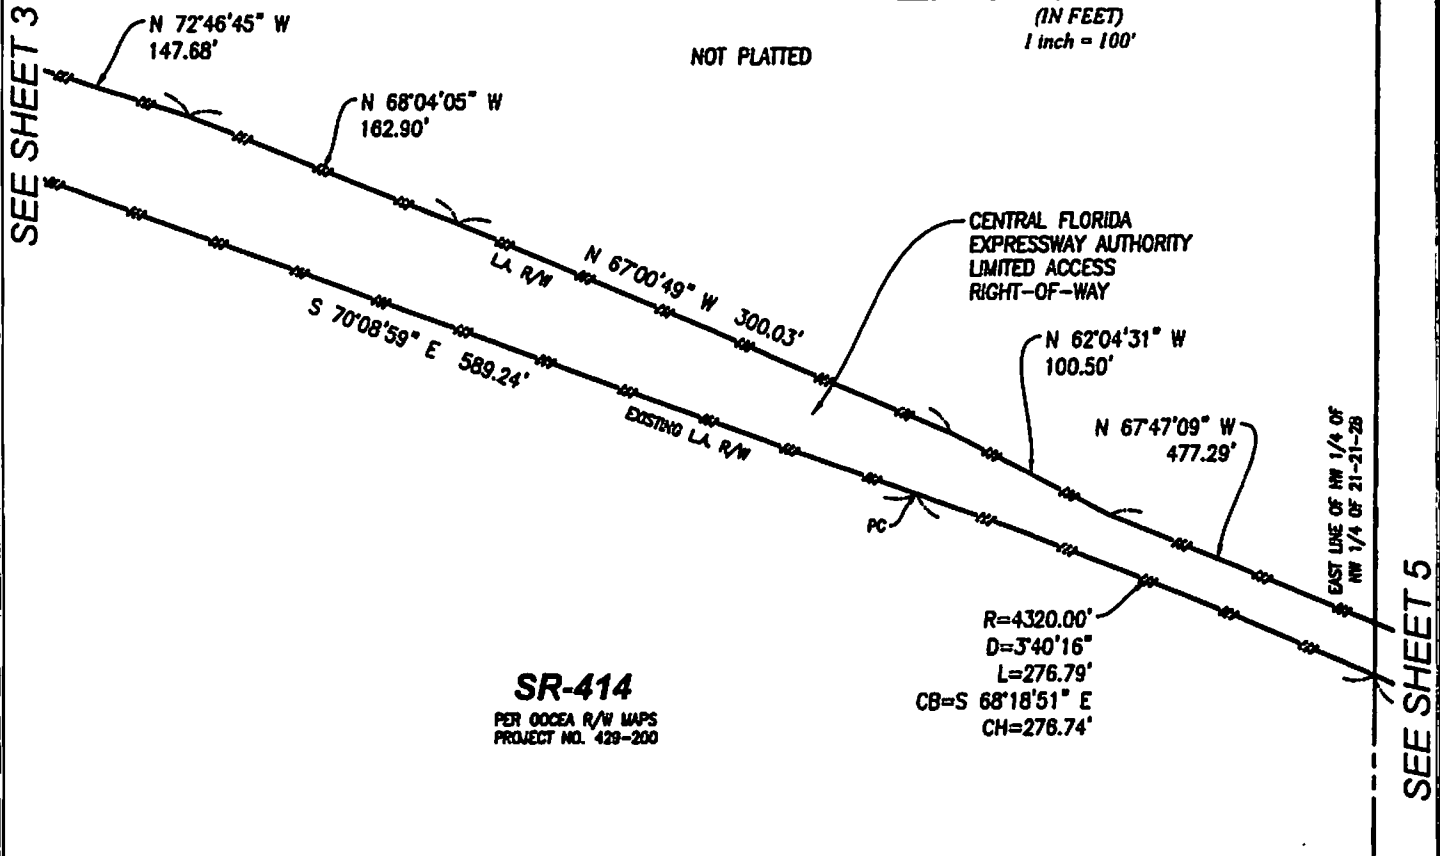 SEE SHEET 3
N 72°46'45" W
147.68'
NOT PLATTED
(IN FEET)
1 inch = 100'
N 68°04'05" W
162.90'
CENTRAL FLORIDA
EXPRESSWAY AUTHORITY
LIMITED ACCESS
RIGHT-OF-WAY
L.A. R/W
N 67°00'49" W 300.03'
S 70°08'59" E 589.24'
EXISTING L.A. R/W
N 62°04'31" W
100.50'
N 67°47'09" W
477.29'
EAST LINE OF NW 1/4 OF
NW 1/4 OF 21-21-28
PC
R=4320.00'
D=3°40'16"
L=276.79'
CB=S 68°18'51" E
CH=276.74'
SR-414
PER OOCEA R/W MAPS
PROJECT NO. 429-200
SEE SHEET 5